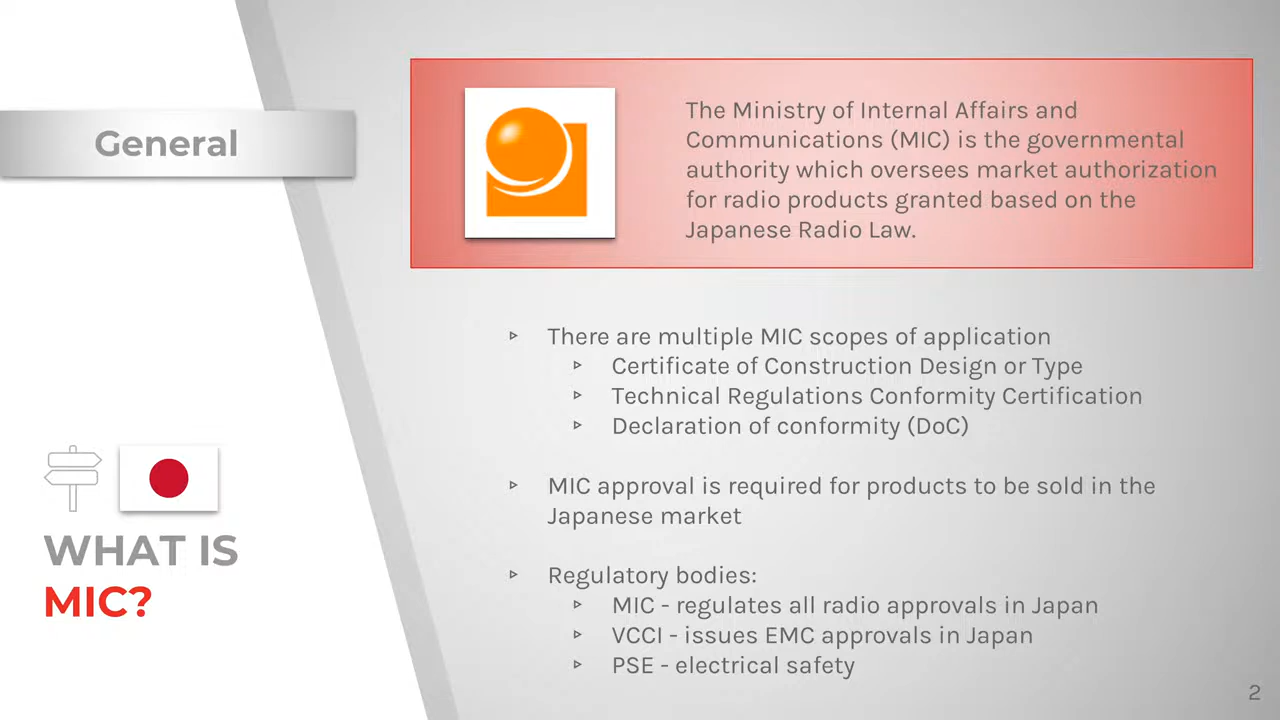 General
WHAT IS
MIC?
The Ministry of Internal Affairs and
Communications (MIC) is the governmental
authority which oversees market authorization
for radio products granted based on the
Japanese Radio Law.
There are multiple MIC scopes of application
Certificate of Construction Design or Type
Technical Regulations Conformity Certification
Declaration of conformity (DoC)
MIC approval is required for products to be sold in the
Japanese market
Regulatory bodies:
MIC - regulates all radio approvals in Japan
VCCI - issues EMC approvals in Japan
PSE - electrical safety
2